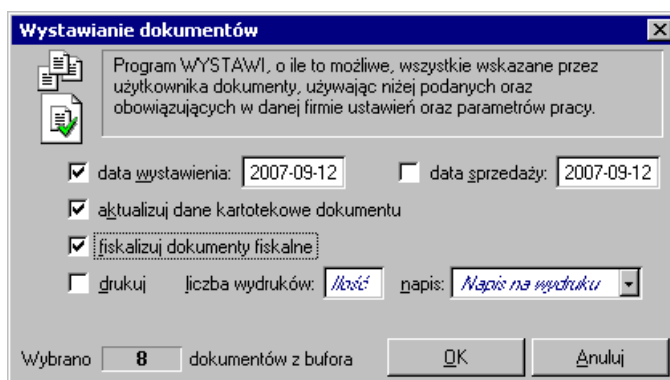 Wystawianie dokumentów
Program WYSTAWI, o ile to możliwe, wszystkie wskazane przez
użytkownika dokumenty, używając niżej podanych oraz
obowiązujących w danej firmie ustawień oraz parametrów pracy.
data wystawienia: 2007-09-12 data sprzedaży: 2007-09-12
aktualizuj dane kartotekowe dokumentu
fiskalizuj dokumenty fiskalne
drukuj liczba wydruków: Ilość napis: Napis na wydruku
Wybrano 8 dokumentów z bufora OK Anuluj